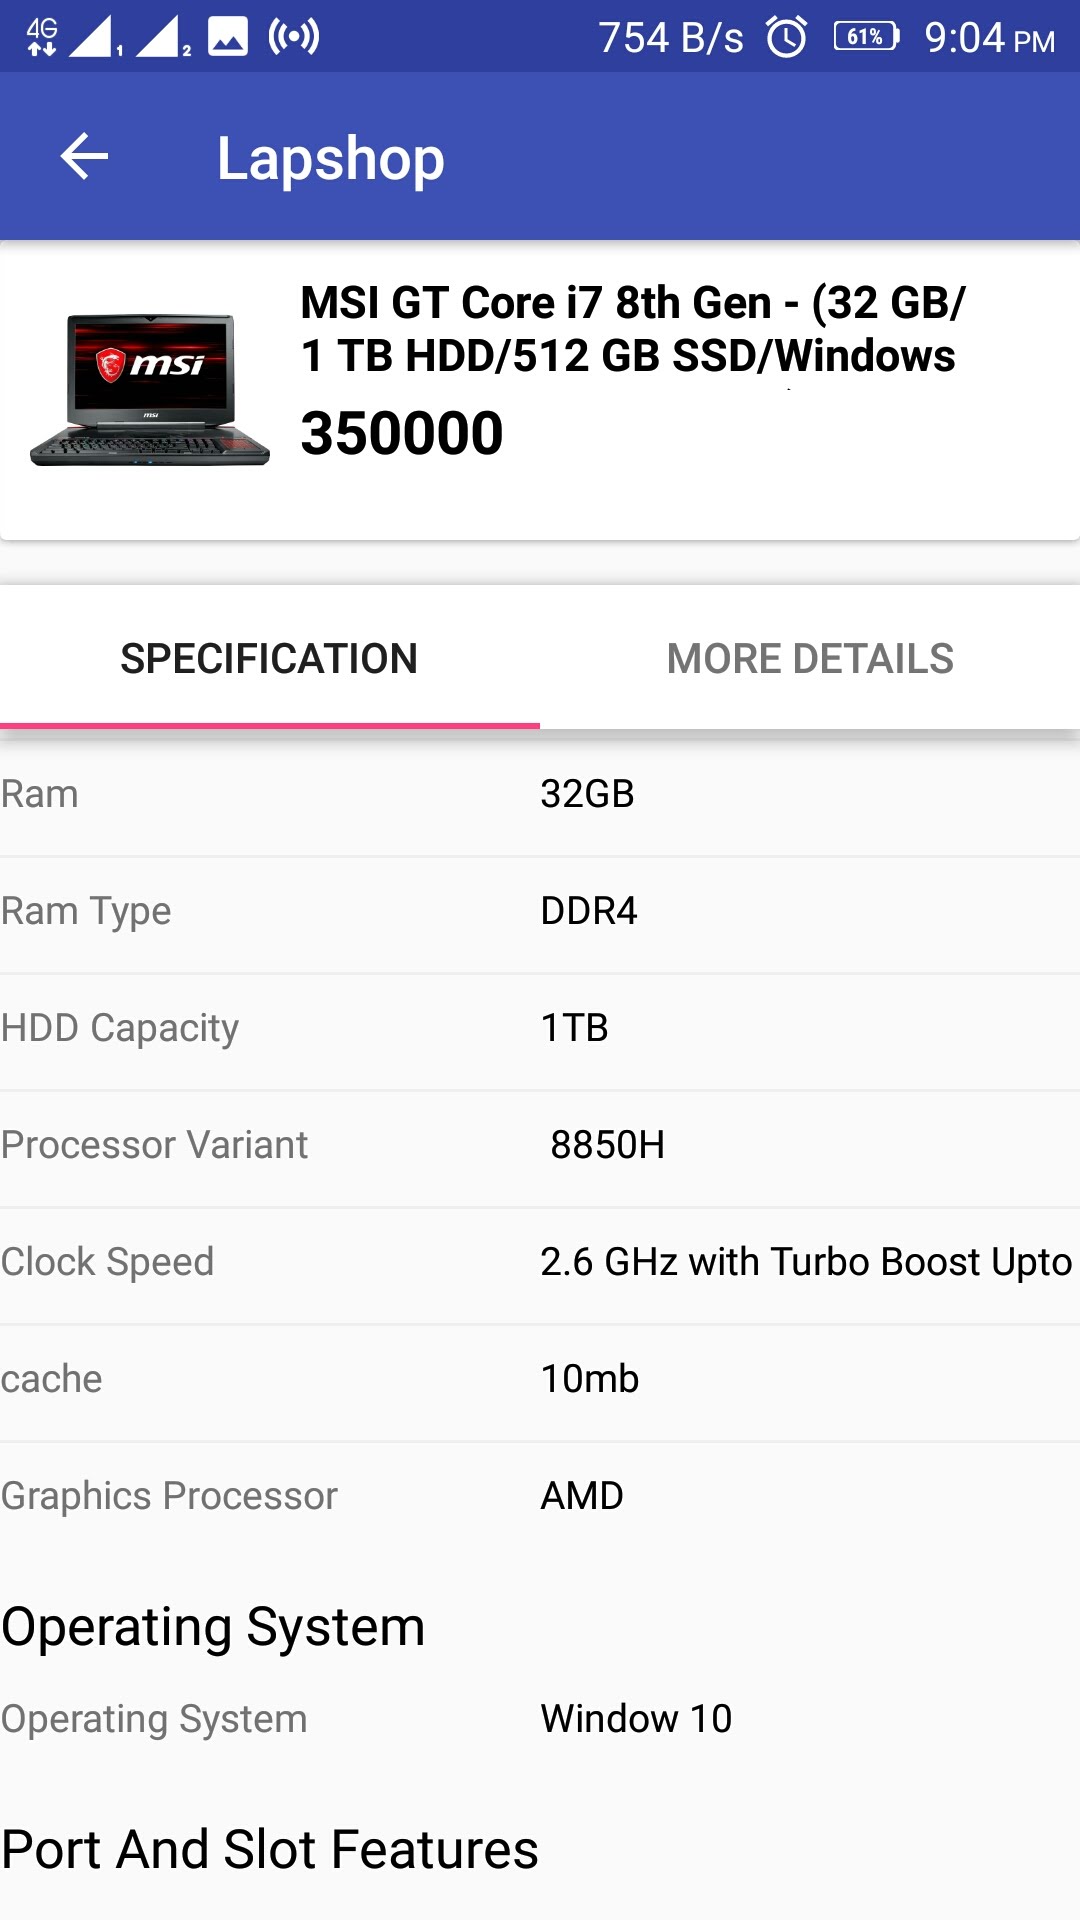 4G 1 2 754 B/s 61% 9:04 PM
Lapshop
MSI GT Core i7 8th Gen - (32 GB/
1 TB HDD/512 GB SSD/Windows
350000
msi
msi
SPECIFICATION MORE DETAILS
Ram 32GB
Ram Type DDR4
HDD Capacity 1TB
Processor Variant 8850H
Clock Speed 2.6 GHz with Turbo Boost Upto
cache 10mb
Graphics Processor AMD
Operating System
Operating System Window 10
Port And Slot Features